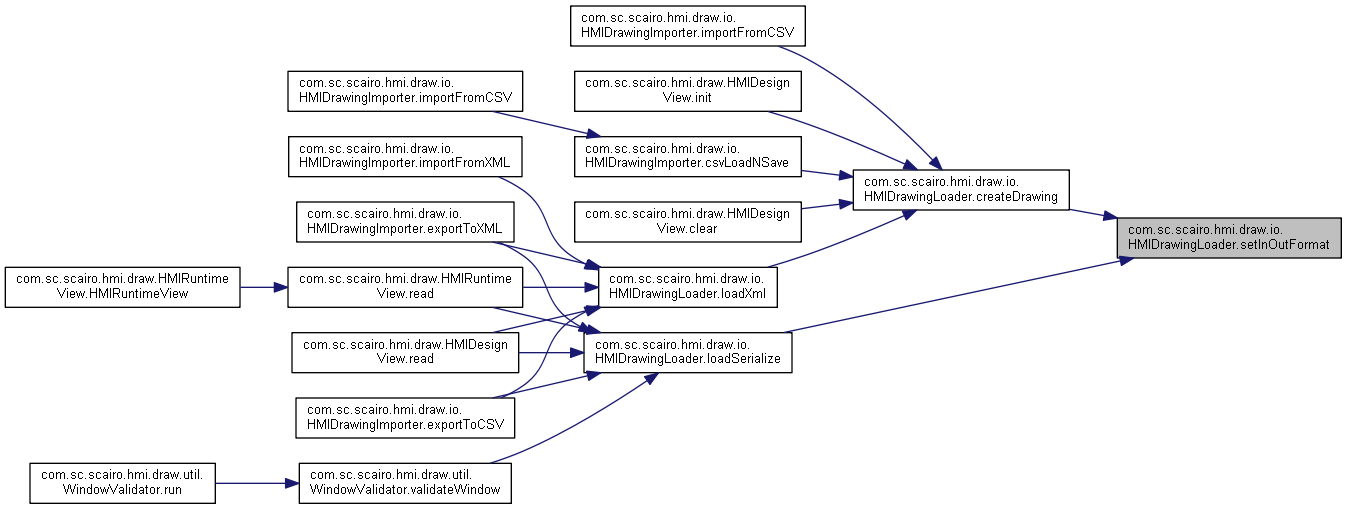 com.sc.scairo.hmi.draw.io.
HMIDrawingImporter.importFromCSV
com.sc.scairo.hmi.draw.io.
HMIDrawingImporter.importFromCSV
com.sc.scairo.hmi.draw.HMIDesign
View.init
com.sc.scairo.hmi.draw.io.
HMIDrawingImporter.importFromXML
com.sc.scairo.hmi.draw.io.
HMIDrawingImporter.csvLoadNSave
com.sc.scairo.hmi.draw.io.
HMIDrawingLoader.createDrawing
com.sc.scairo.hmi.draw.io.
HMIDrawingImporter.exportToXML
com.sc.scairo.hmi.draw.HMIDesign
View.clear
com.sc.scairo.hmi.draw.io.
HMIDrawingLoader.setInOutFormat
com.sc.scairo.hmi.draw.HMIRuntime
View.HMIRuntimeView
com.sc.scairo.hmi.draw.HMIRuntime
View.read
com.sc.scairo.hmi.draw.io.
HMIDrawingLoader.loadXml
com.sc.scairo.hmi.draw.HMIDesign
View.read
com.sc.scairo.hmi.draw.io.
HMIDrawingLoader.loadSerialize
com.sc.scairo.hmi.draw.io.
HMIDrawingImporter.exportToCSV
com.sc.scairo.hmi.draw.util.
WindowValidator.run
com.sc.scairo.hmi.draw.util.
WindowValidator.validateWindow